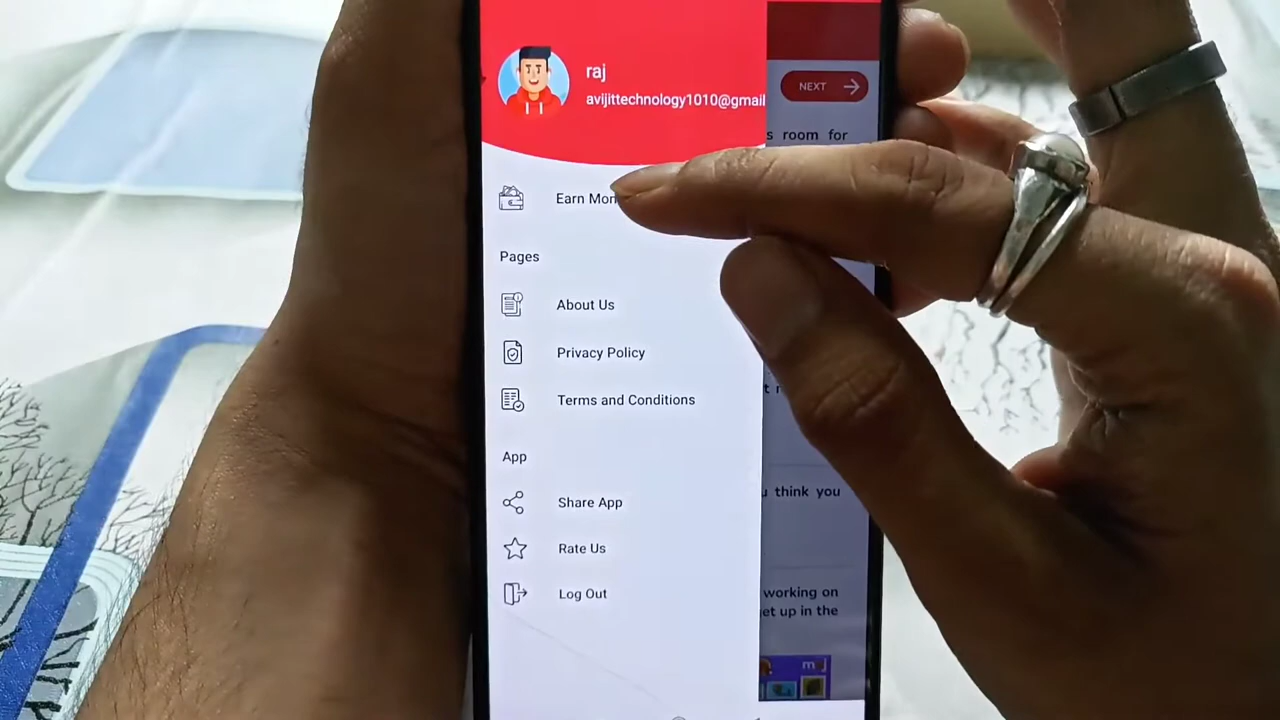 raj
avijittechnology1010@gmail
NEXT
s room for
Earn Mon
Pages
About Us
Privacy Policy
Terms and Conditions
App
u think you
Share App
Rate Us
working on
Log Out
et up in the